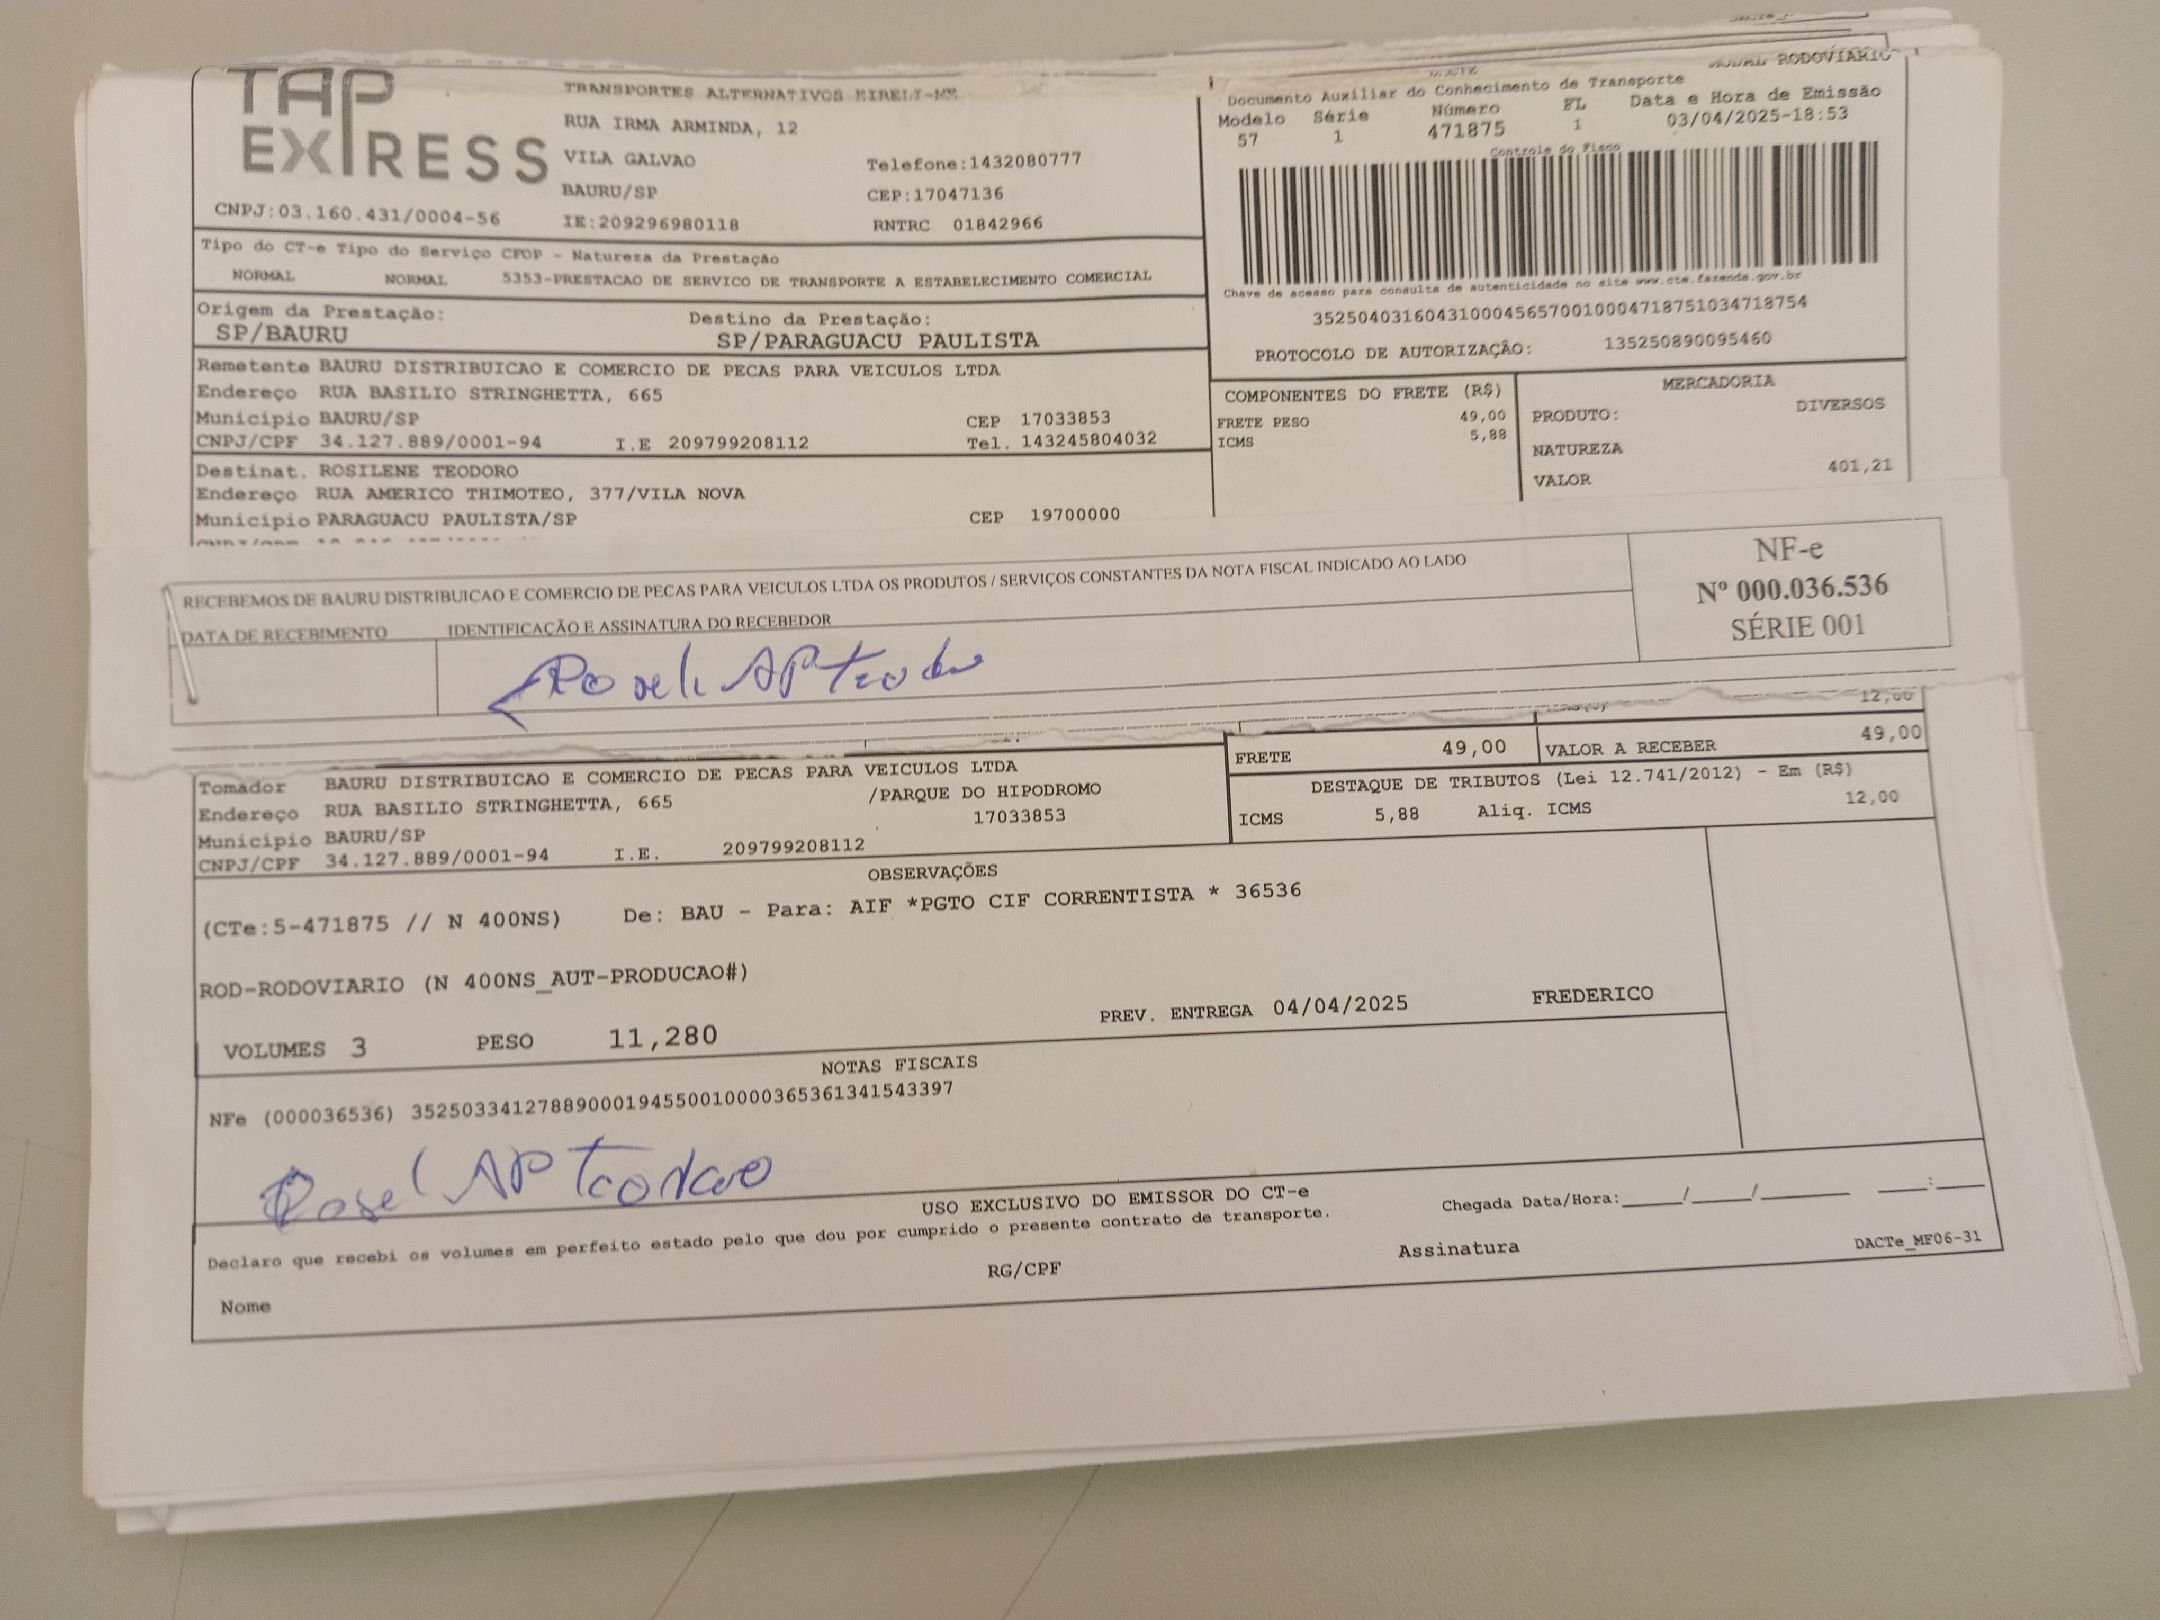 TAP
EXPRESS
TRANSPORTES ALTERNATIVOS EIRELI-ME
RUA IRMA ARMINDA, 12
VILA GALVAO Telefone:1432080777
BAURU/SP CEP:17047136
CNPJ:03.160.431/0004-56 IE:209296980118 RNTRC 01842966
MODAL RODOVIARIO
Documento Auxiliar do Conhecimento de Transporte
Modelo Série Número FL Data e Hora de Emissão
57 1 471875 1 03/04/2025-18:53
Controle do Fisco
Chave de acesso para consulta de autenticidade no site www.cte.fazenda.gov.br
35250403160431000456570010004718751034718754
PROTOCOLO DE AUTORIZAÇÃO: 135250890095460
Tipo do CT-e Tipo do Serviço CFOP - Natureza da Prestação
NORMAL NORMAL 5353-PRESTACAO DE SERVICO DE TRANSPORTE A ESTABELECIMENTO COMERCIAL
Origem da Prestação: Destino da Prestação:
SP/BAURU SP/PARAGUACU PAULISTA
Remetente BAURU DISTRIBUICAO E COMERCIO DE PECAS PARA VEICULOS LTDA
Endereço RUA BASILIO STRINGHETTA, 665
Município BAURU/SP CEP 17033853
CNPJ/CPF 34.127.889/0001-94 I.E 209799208112 Tel. 143245804032
COMPONENTES DO FRETE (R$)
FRETE PESO 49,00
ICMS 5,88
MERCADORIA
PRODUTO: DIVERSOS
NATUREZA
VALOR 401,21
Destinat. ROSILENE TEODORO
Endereço RUA AMERICO THIMOTEO, 377/VILA NOVA
Município PARAGUACU PAULISTA/SP CEP 19700000
RECEBEMOS DE BAURU DISTRIBUICAO E COMERCIO DE PECAS PARA VEICULOS LTDA OS PRODUTOS / SERVIÇOS CONSTANTES DA NOTA FISCAL INDICADO AO LADO
DATA DE RECEBIMENTO IDENTIFICAÇÃO E ASSINATURA DO RECEBEDOR
NF-e
Nº 000.036.536
SÉRIE 001
Roseli AP Teodoro
12,00
FRETE 49,00 VALOR A RECEBER 49,00
DESTAQUE DE TRIBUTOS (Lei 12.741/2012) - Em (R$)
ICMS 5,88 Aliq. ICMS 12,00
Tomador BAURU DISTRIBUICAO E COMERCIO DE PECAS PARA VEICULOS LTDA
Endereço RUA BASILIO STRINGHETTA, 665 /PARQUE DO HIPODROMO
Município BAURU/SP 17033853
CNPJ/CPF 34.127.889/0001-94 I.E. 209799208112
OBSERVAÇÕES
(CTe:5-471875 // N 400NS) De: BAU - Para: AIF *PGTO CIF CORRENTISTA * 36536
ROD-RODOVIARIO (N 400NS_AUT-PRODUCAO#)
VOLUMES 3 PESO 11,280 PREV. ENTREGA 04/04/2025 FREDERICO
NOTAS FISCAIS
NFe (000036536) 35250334127889000194550010000365361341543397
Roseli AP Teodoro
USO EXCLUSIVO DO EMISSOR DO CT-e
Declaro que recebi os volumes em perfeito estado pelo que dou por cumprido o presente contrato de transporte.
Chegada Data/Hora:_____/_____/_______ ____:____
Nome RG/CPF Assinatura DACTe_MF06-31